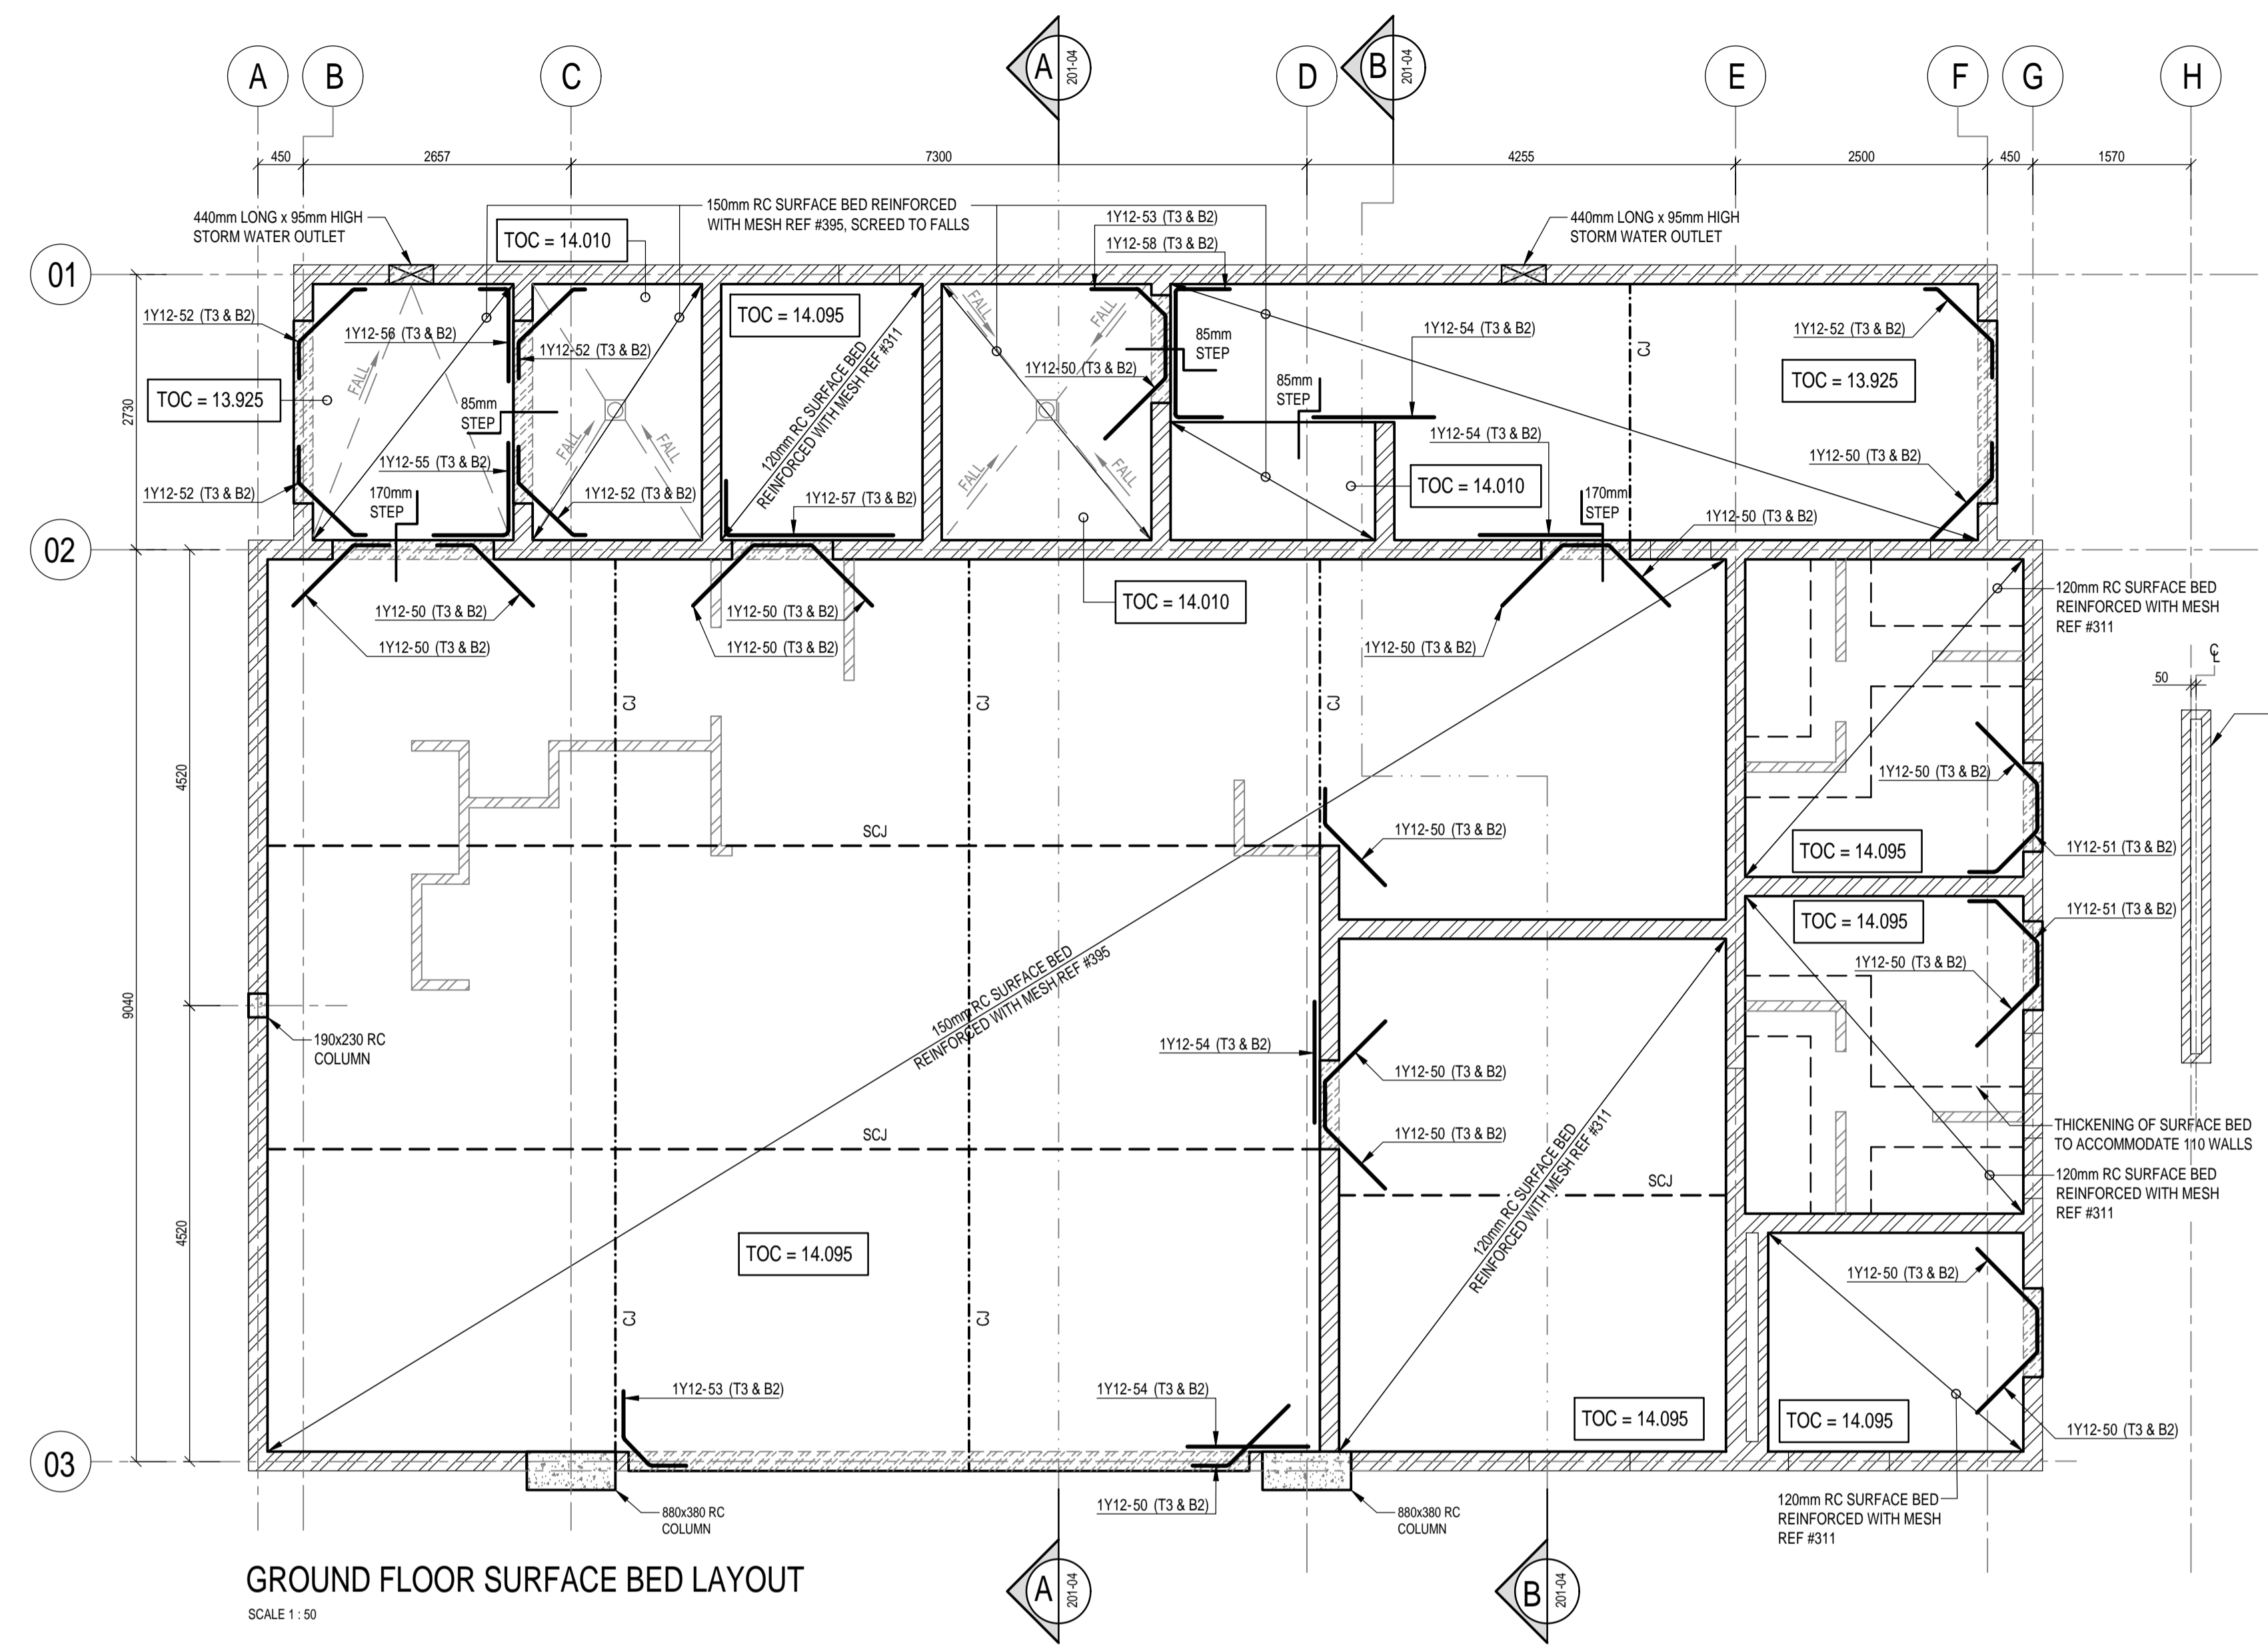 A
B
C
A
201-04
D
B
201-04
E
F
G
H
450
2657
7300
4255
2500
450
1570
440mm LONG x 95mm HIGH
STORM WATER OUTLET
TOC = 14.010
150mm RC SURFACE BED REINFORCED
WITH MESH REF #395, SCREED TO FALLS
1Y12-53 (T3 & B2)
1Y12-58 (T3 & B2)
440mm LONG x 95mm HIGH
STORM WATER OUTLET
01
1Y12-52 (T3 & B2)
1Y12-56 (T3 & B2)
1Y12-52 (T3 & B2)
TOC = 14.095
120mm RC SURFACE BED
REINFORCED WITH MESH REF #311
FALL
FALL
1Y12-50 (T3 & B2)
85mm
STEP
1Y12-54 (T3 & B2)
CJ
1Y12-52 (T3 & B2)
TOC = 13.925
FALL
TOC = 13.925
85mm
STEP
85mm
STEP
2730
FALL
FALL
1Y12-55 (T3 & B2)
1Y12-54 (T3 & B2)
1Y12-50 (T3 & B2)
FALL
FALL
1Y12-52 (T3 & B2)
170mm
STEP
1Y12-52 (T3 & B2)
1Y12-57 (T3 & B2)
TOC = 14.010
170mm
STEP
1Y12-50 (T3 & B2)
02
1Y12-50 (T3 & B2)
1Y12-50 (T3 & B2)
1Y12-50 (T3 & B2)
1Y12-50 (T3 & B2)
TOC = 14.010
1Y12-50 (T3 & B2)
120mm RC SURFACE BED
REINFORCED WITH MESH
REF #311
CJ
CJ
CJ
℄
50
4520
1Y12-50 (T3 & B2)
SCJ
1Y12-50 (T3 & B2)
TOC = 14.095
1Y12-51 (T3 & B2)
TOC = 14.095
1Y12-51 (T3 & B2)
1Y12-50 (T3 & B2)
150mm RC SURFACE BED
REINFORCED WITH MESH REF #395
9040
190x230 RC
COLUMN
1Y12-54 (T3 & B2)
1Y12-50 (T3 & B2)
1Y12-50 (T3 & B2)
SCJ
120mm RC SURFACE BED
REINFORCED WITH MESH REF #311
THICKENING OF SURFACE BED
TO ACCOMMODATE 110 WALLS
120mm RC SURFACE BED
REINFORCED WITH MESH
REF #311
SCJ
4520
TOC = 14.095
1Y12-50 (T3 & B2)
CJ
CJ
1Y12-53 (T3 & B2)
1Y12-54 (T3 & B2)
TOC = 14.095
TOC = 14.095
1Y12-50 (T3 & B2)
03
1Y12-50 (T3 & B2)
880x380 RC
COLUMN
880x380 RC
COLUMN
120mm RC SURFACE BED
REINFORCED WITH MESH
REF #311
GROUND FLOOR SURFACE BED LAYOUT
SCALE 1 : 50
A
201-04
B
201-04